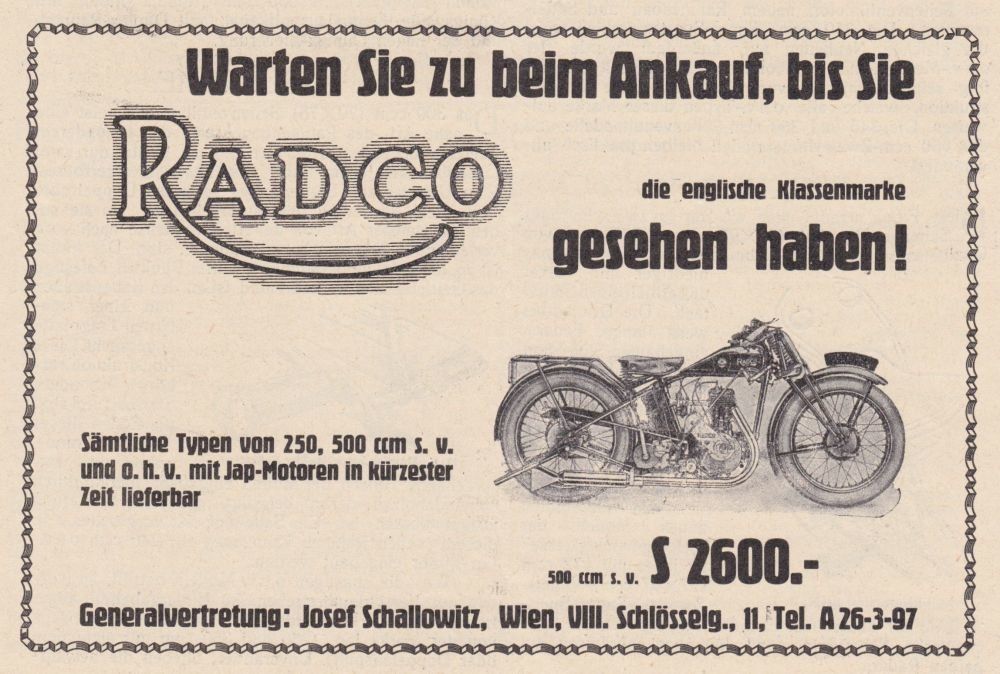 Warten Sie zu beim Ankauf, bis Sie
RADCO
die englische Klassenmarke
gesehen haben!
Radco
Sämtliche Typen von 250, 500 ccm s. v.
und o. h. v. mit Jap-Motoren in kürzester
Zeit lieferbar
500 ccm s. v. S 2600.-
Generalvertretung: Josef Schallowitz, Wien, VIII. Schlösselg., 11, Tel. A 26-3-97